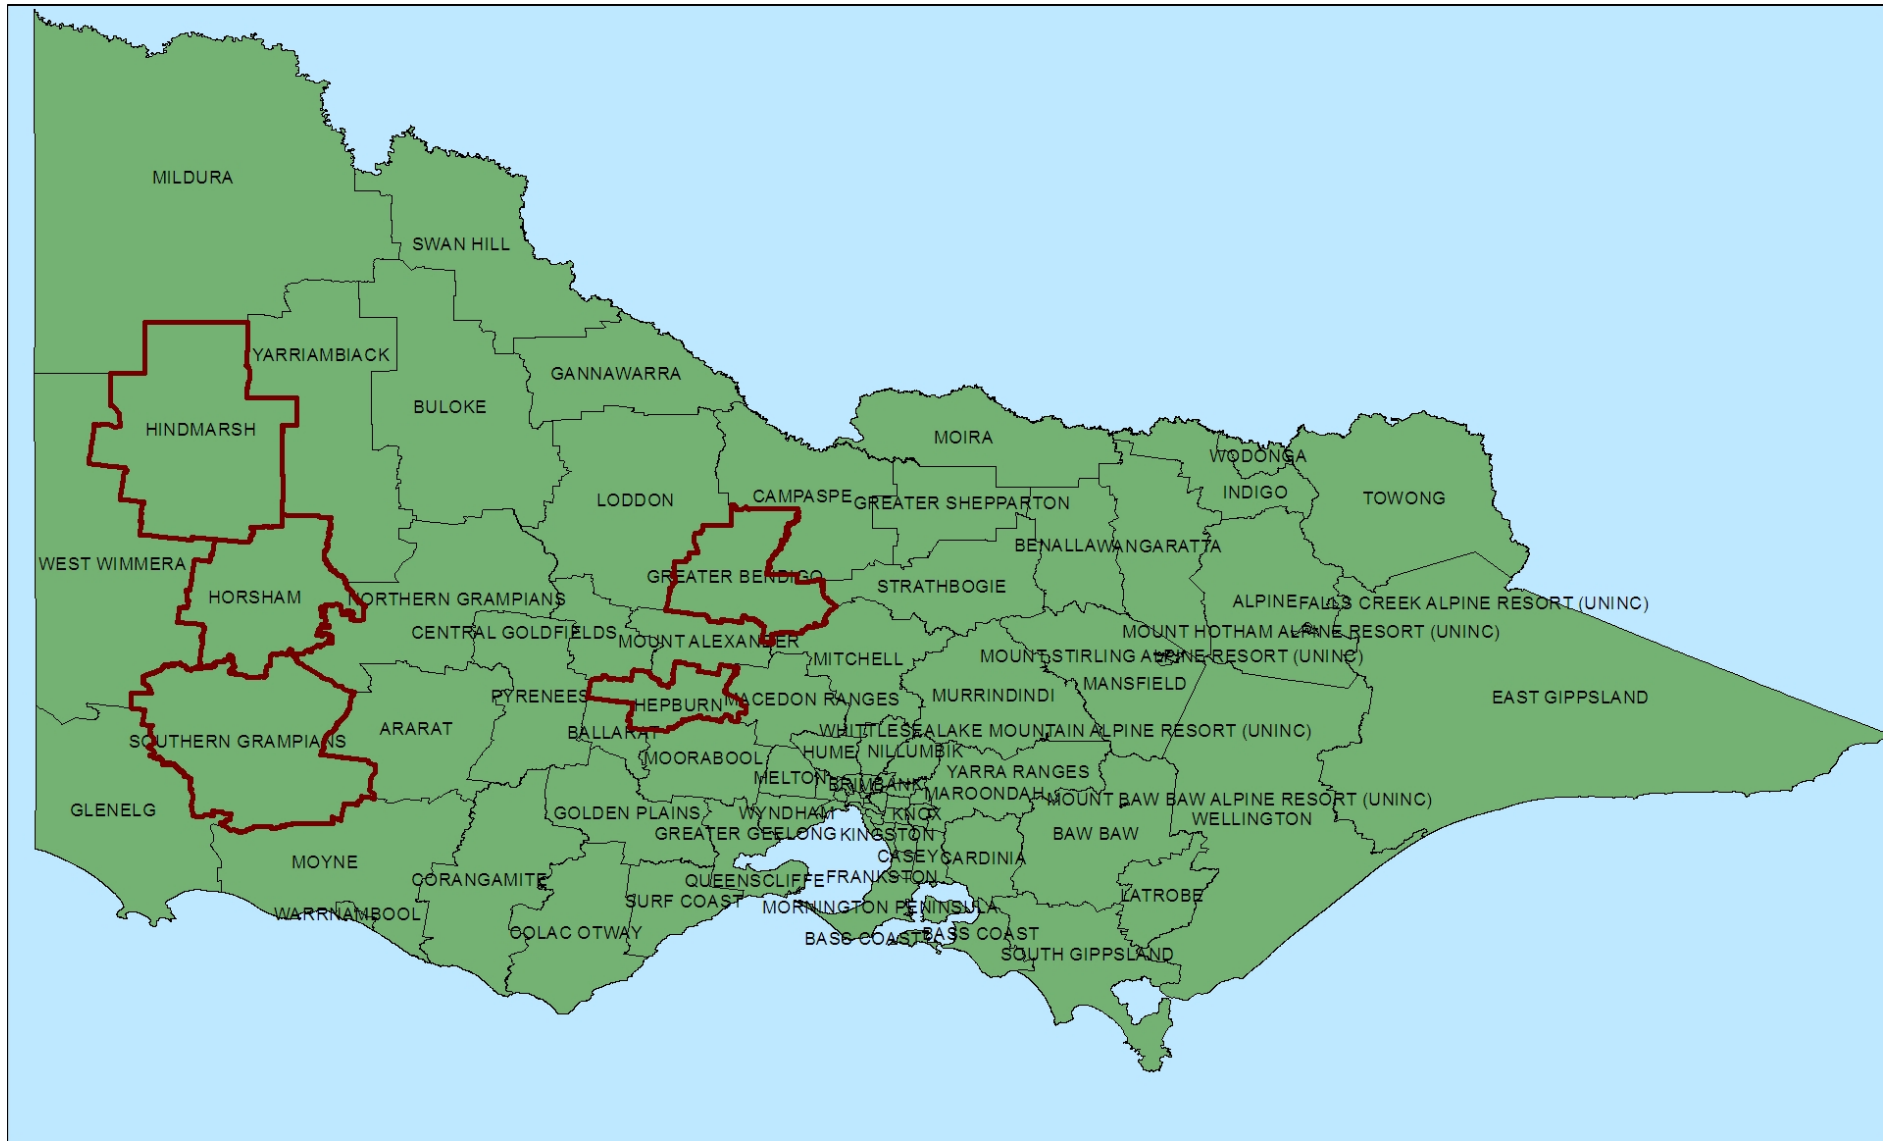 MILDURA
SWAN HILL
YARRIAMBIACK
GANNAWARRA
BULOKE
HINDMARSH
MOIRA
WODONGA
LODDON
CAMPASPE
GREATER SHEPPARTON
INDIGO
TOWONG
BENALLA
WANGARATTA
WEST WIMMERA
GREATER BENDIGO
STRATHBOGIE
HORSHAM
NORTHERN GRAMPIANS
ALPINE
FALLS CREEK ALPINE RESORT (UNINC)
CENTRAL GOLDFIELDS
MOUNT ALEXANDER
MOUNT HOTHAM ALPINE RESORT (UNINC)
MITCHELL
MOUNT STIRLING ALPINE RESORT (UNINC)
MANSFIELD
PYRENEES
HEPBURN
MACEDON RANGES
MURRINDINDI
EAST GIPPSLAND
SOUTHERN GRAMPIANS
ARARAT
BALLARAT
WHITTLESEA
LAKE MOUNTAIN ALPINE RESORT (UNINC)
MOORABOOL
HUME
NILLUMBIK
MELTON
BRIMBANK
YARRA RANGES
MAROONDAH
MOUNT BAW BAW ALPINE RESORT (UNINC)
GLENELG
GOLDEN PLAINS
WYNDHAM
KNOX
WELLINGTON
GREATER GEELONG
KINGSTON
BAW BAW
MOYNE
CASEY
CARDINIA
CORANGAMITE
QUEENSCLIFFE
FRANKSTON
LATROBE
SURF COAST
MORNINGTON PENINSULA
WARRNAMBOOL
COLAC OTWAY
BASS COAST
BASS COAST
SOUTH GIPPSLAND